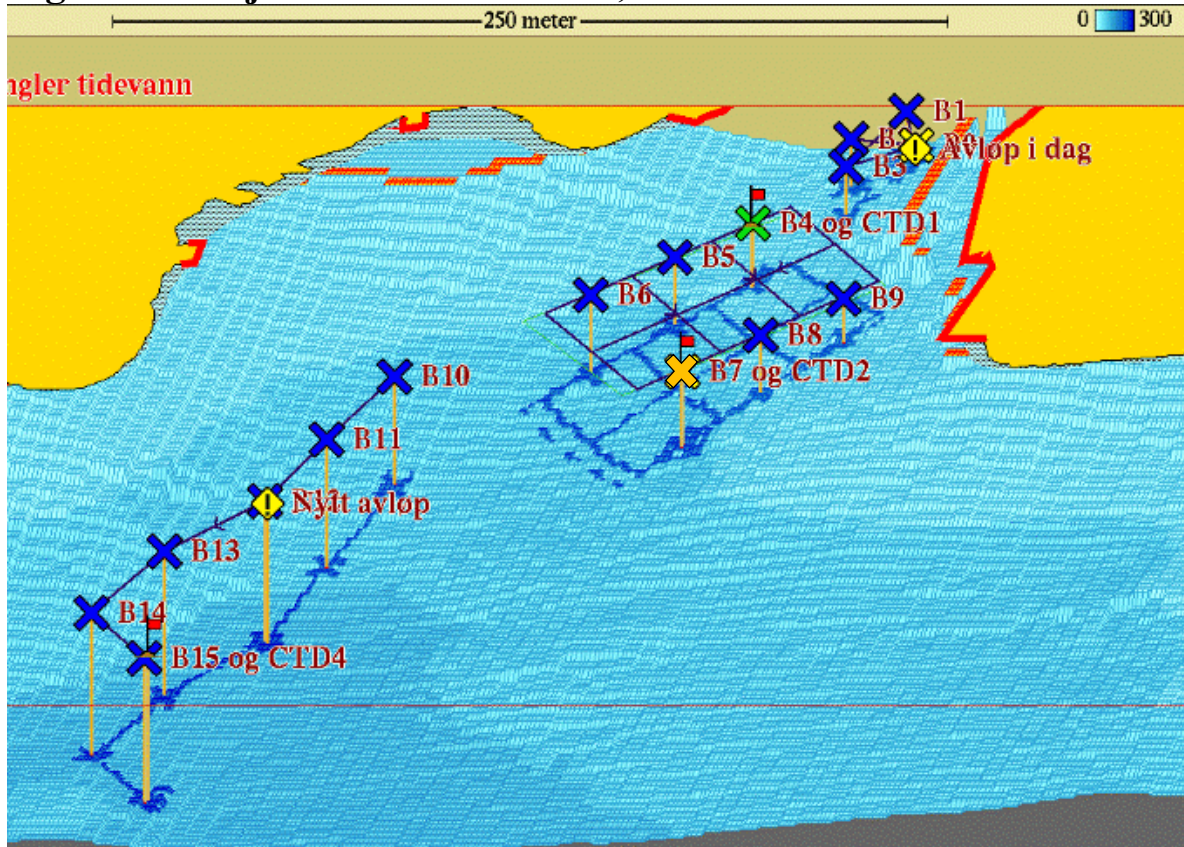 250 meter
0 300
ngler tidevann
B1
Avløp i dag
B3
B4 og CTD1
B5
B6
B9
B8
B7 og CTD2
B10
B11
Nytt avløp
B13
B14
B15 og CTD4